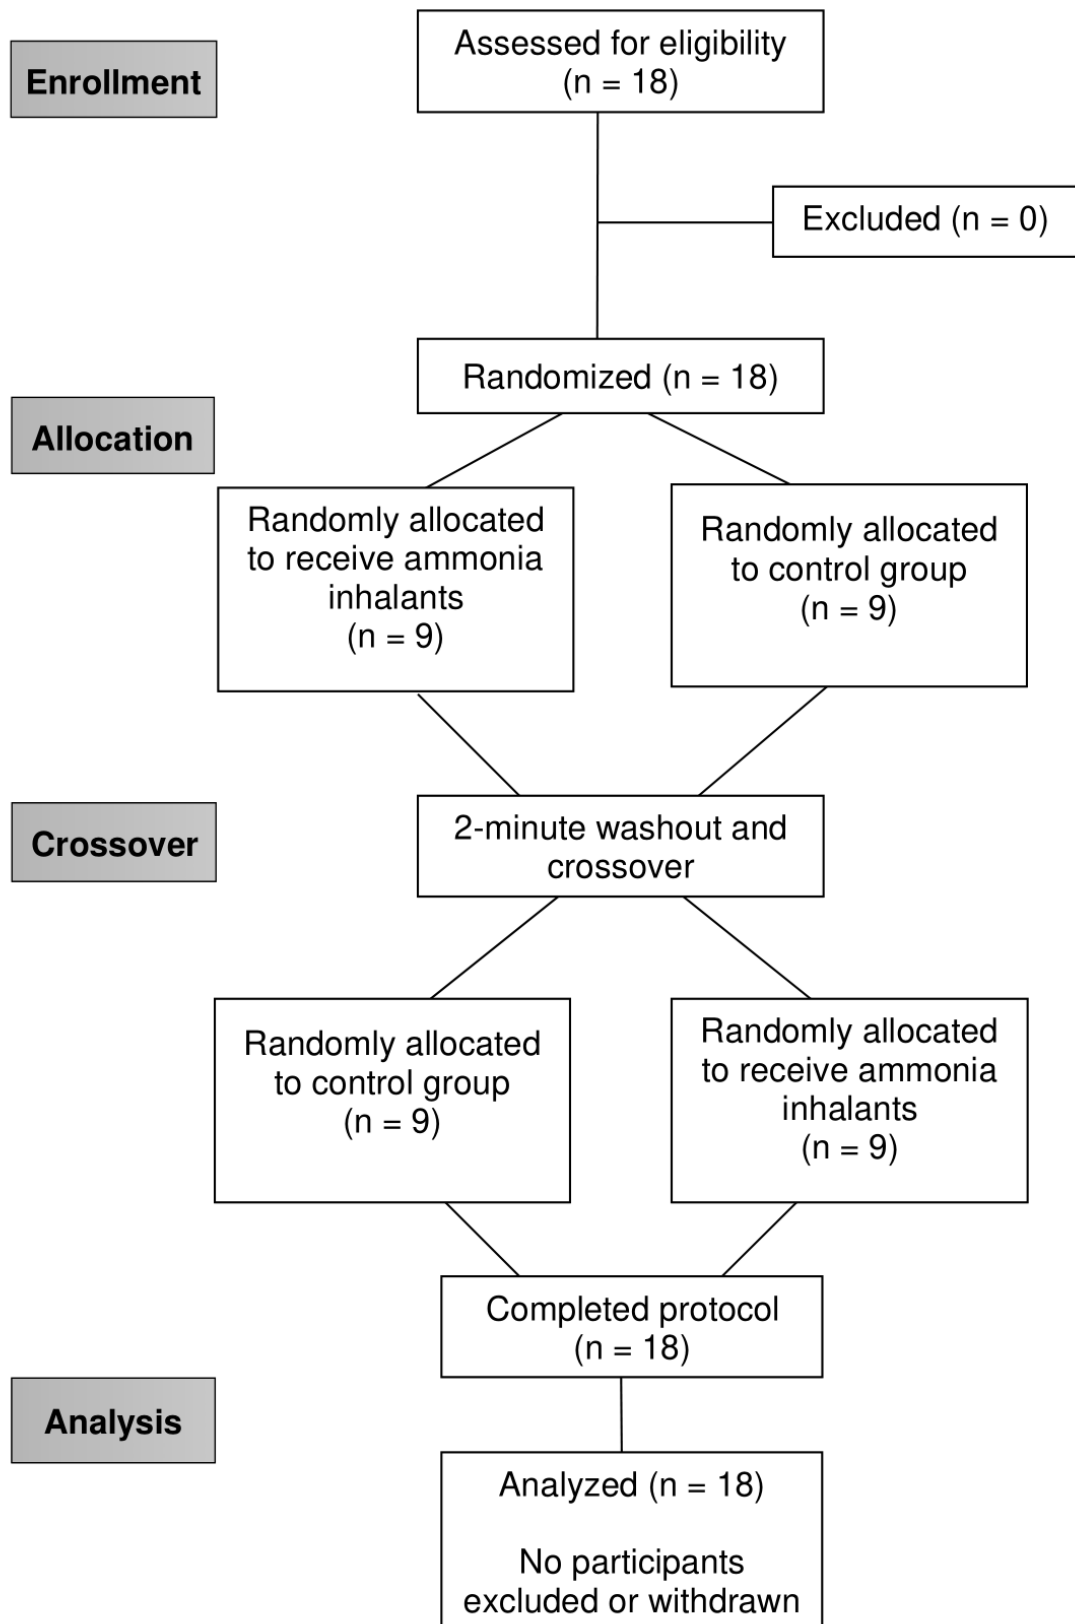 Enrollment
Assessed for eligibility
(n = 18)
Excluded (n = 0)
Randomized (n = 18)
Allocation
Randomly allocated
to receive ammonia
inhalants
(n = 9)
Randomly allocated
to control group
(n = 9)
Crossover
2-minute washout and
crossover
Randomly allocated
to control group
(n = 9)
Randomly allocated
to receive ammonia
inhalants
(n = 9)
Completed protocol
(n = 18)
Analysis
Analyzed (n = 18)
No participants
excluded or withdrawn